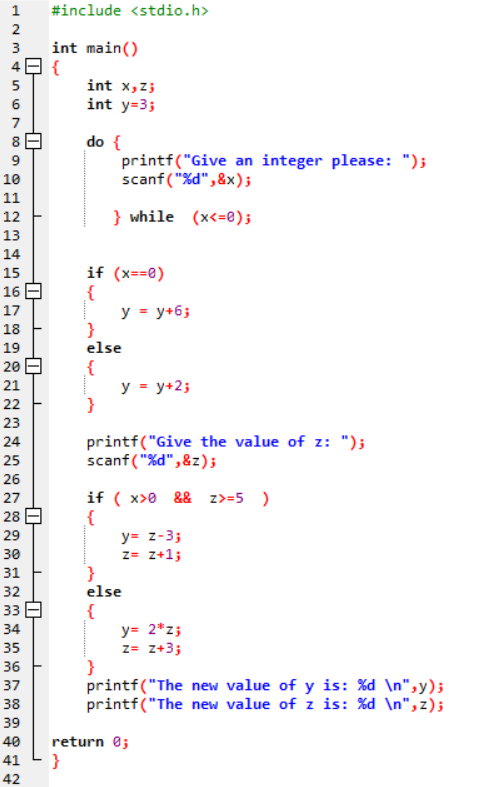 1 #include <stdio.h>
2
3 int main()
4 {
5 int x,z;
6 int y=3;
7
8 do {
9 printf("Give an integer please: ");
10 scanf("%d",&x);
11
12 } while (x<=0);
13
14
15 if (x==0)
16 {
17 y = y+6;
18 }
19 else
20 {
21 y = y+2;
22 }
23
24 printf("Give the value of z: ");
25 scanf("%d",&z);
26
27 if ( x>0 && z>=5 )
28 {
29 y= z-3;
30 z= z+1;
31 }
32 else
33 {
34 y= 2*z;
35 z= z+3;
36 }
37 printf("The new value of y is: %d \n",y);
38 printf("The new value of z is: %d \n",z);
39
40 return 0;
41 }
42